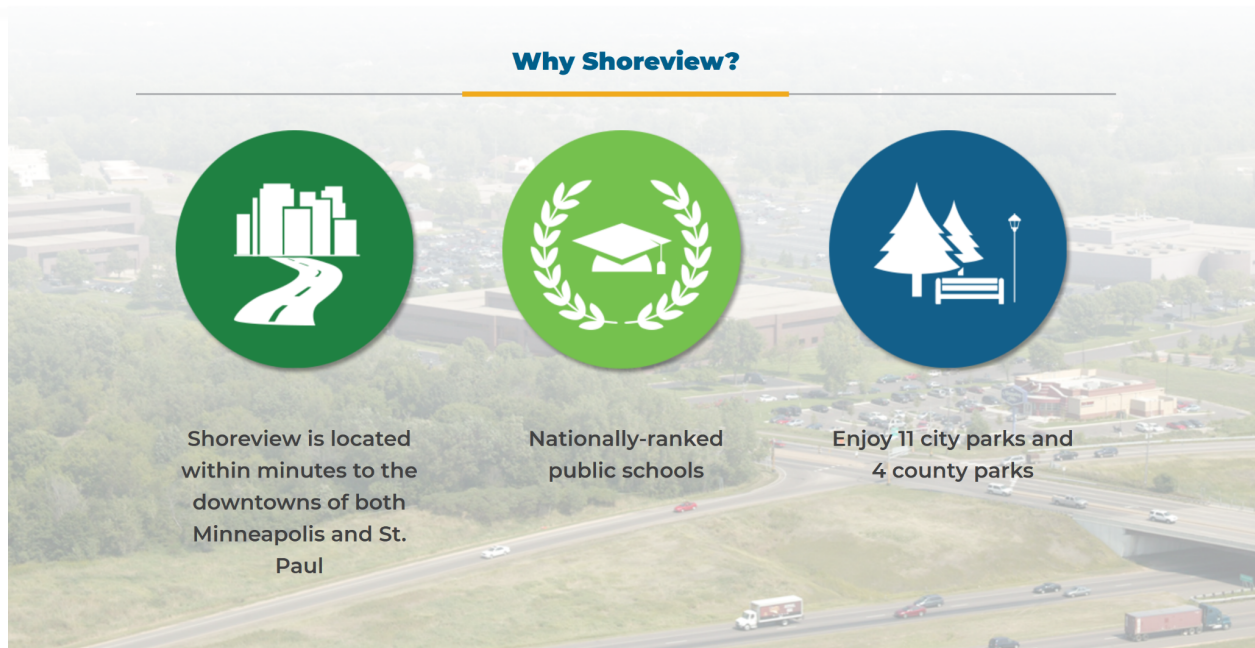 Why Shoreview?
Shoreview is located
within minutes to the
downtowns of both
Minneapolis and St.
Paul
Nationally-ranked
public schools
Enjoy 11 city parks and
4 county parks